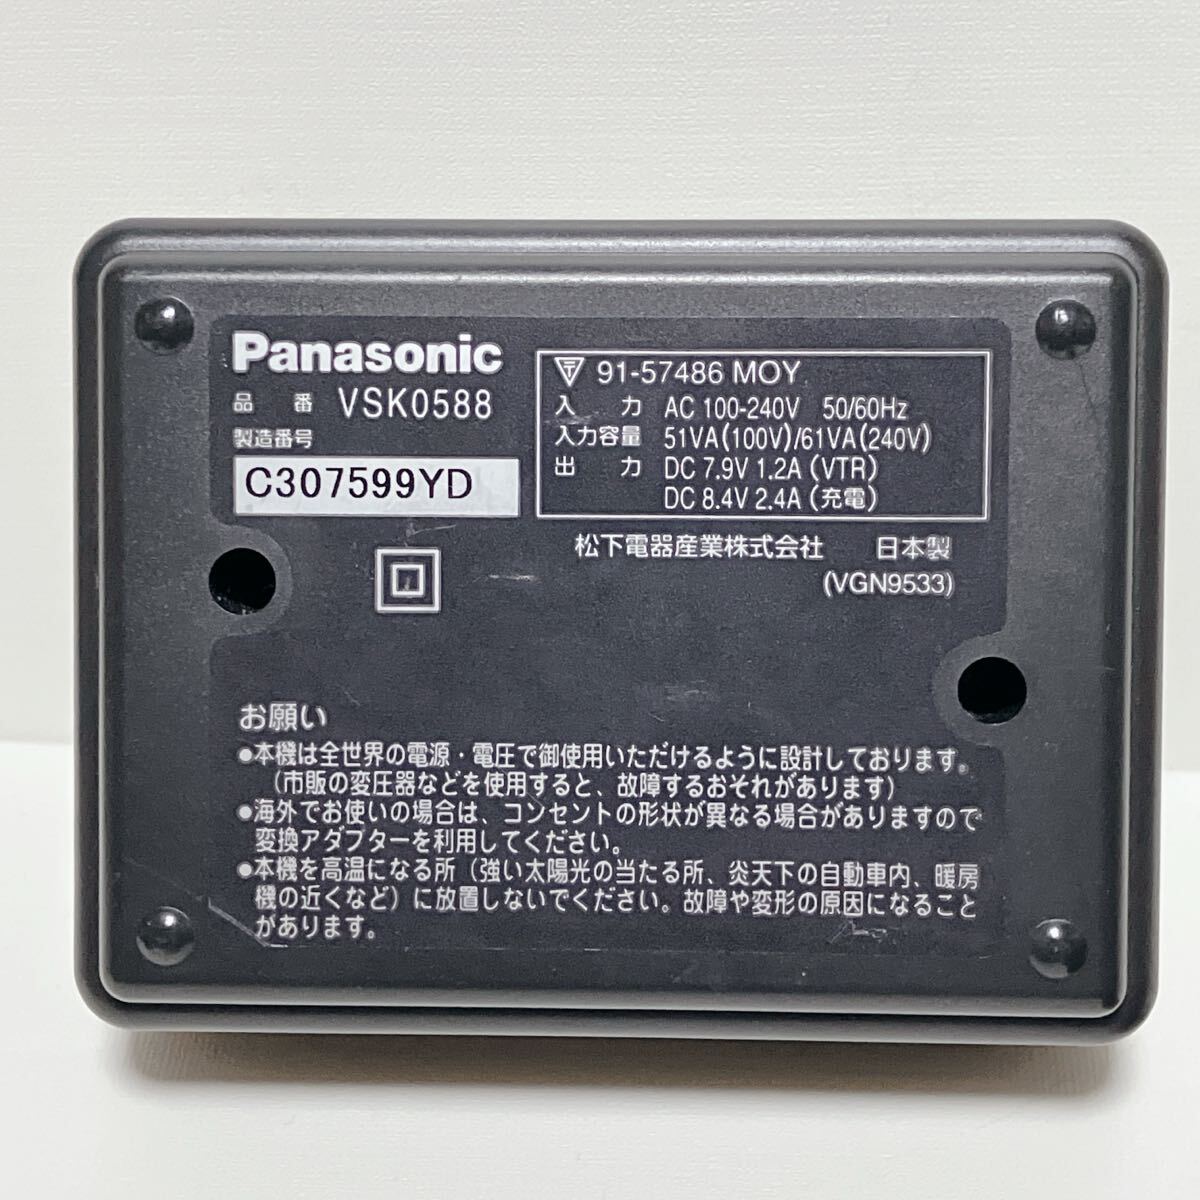 Panasonic
品番 VSK0588
製造番号
C307599YD
91-57486 MOY
入力 AC 100-240V 50/60Hz
入力容量 51VA(100V)/61VA(240V)
出力 DC 7.9V 1.2A (VTR)
DC 8.4V 2.4A (充電)
松下電器産業株式会社 日本製
(VGN9533)
お願い
●本機は全世界の電源・電圧で御使用いただけるように設計しております。
(市販の変圧器などを使用すると、故障するおそれがあります)
●海外でお使いの場合は、コンセントの形状が異なる場合がありますので
変換アダプターを利用してください。
●本機を高温になる所(強い太陽光の当たる所、炎天下の自動車内、暖房
機の近くなど)に放置しないでください。故障や変形の原因になること
があります。